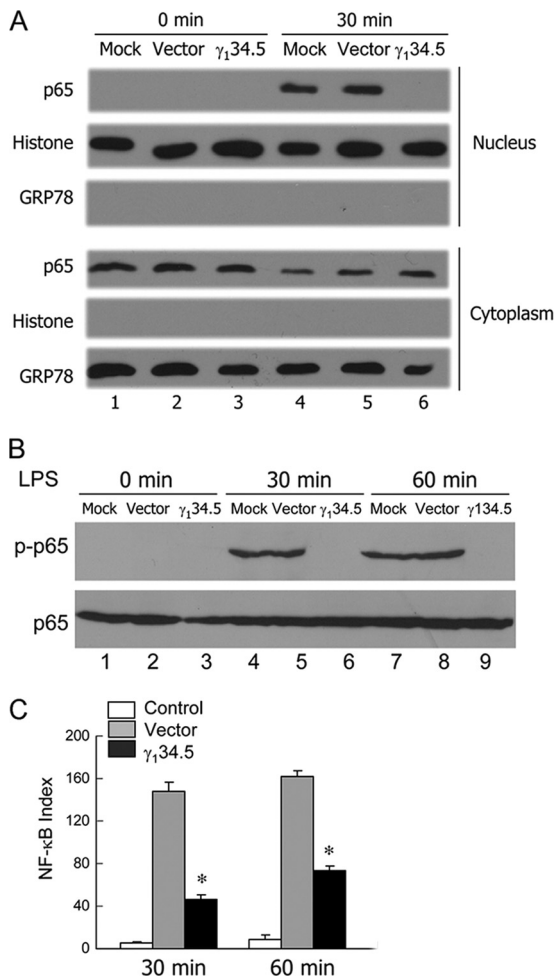 A
0 min 30 min
Mock Vector γ₁34.5 Mock Vector γ₁34.5
p65
Histone
GRP78
Nucleus
p65
Histone
GRP78
Cytoplasm
1 2 3 4 5 6
B
LPS 0 min 30 min 60 min
Mock Vector γ₁34.5 Mock Vector γ₁34.5 Mock Vector γ134.5
p-p65
p65
1 2 3 4 5 6 7 8 9
C
Control
Vector
γ₁34.5
NF-κB Index
200
160
120
80
40
0
* *
30 min 60 min